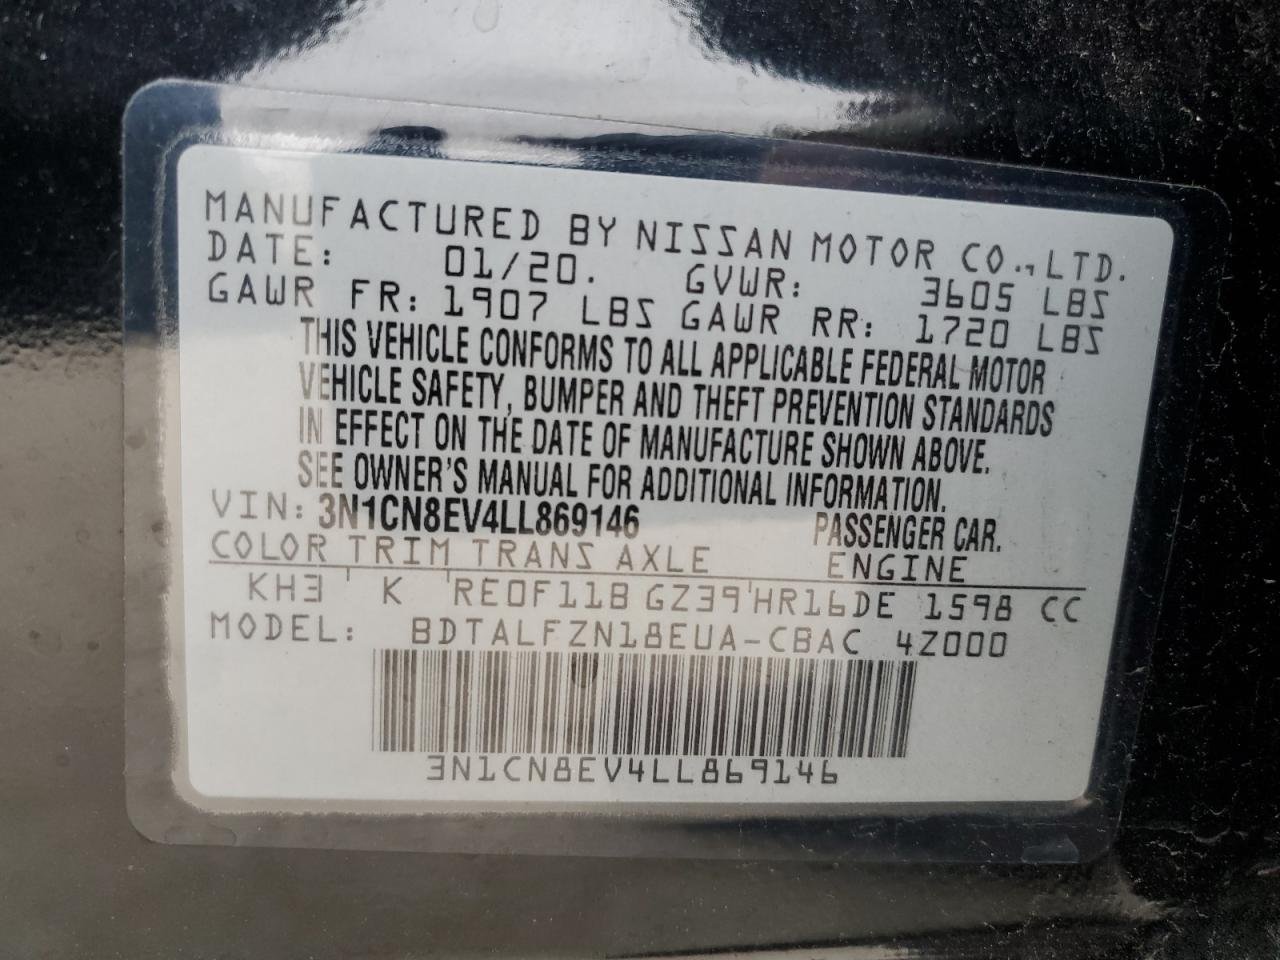 MANUFACTURED BY NISSAN MOTOR CO., LTD.
DATE: 01/20. GVWR: 3605 LBS
GAWR FR: 1907 LBS GAWR RR: 1720 LBS
THIS VEHICLE CONFORMS TO ALL APPLICABLE FEDERAL MOTOR
VEHICLE SAFETY, BUMPER AND THEFT PREVENTION STANDARDS
IN EFFECT ON THE DATE OF MANUFACTURE SHOWN ABOVE.
SEE OWNER'S MANUAL FOR ADDITIONAL INFORMATION.
VIN: 3N1CN8EV4LL869146 PASSENGER CAR.
COLOR TRIM TRANS AXLE ENGINE
KH3 K RE0F11B GZ39 HR16DE 1598 CC
MODEL: BDTALFZN18EUA-CBAC 4Z000
3N1CN8EV4LL869146